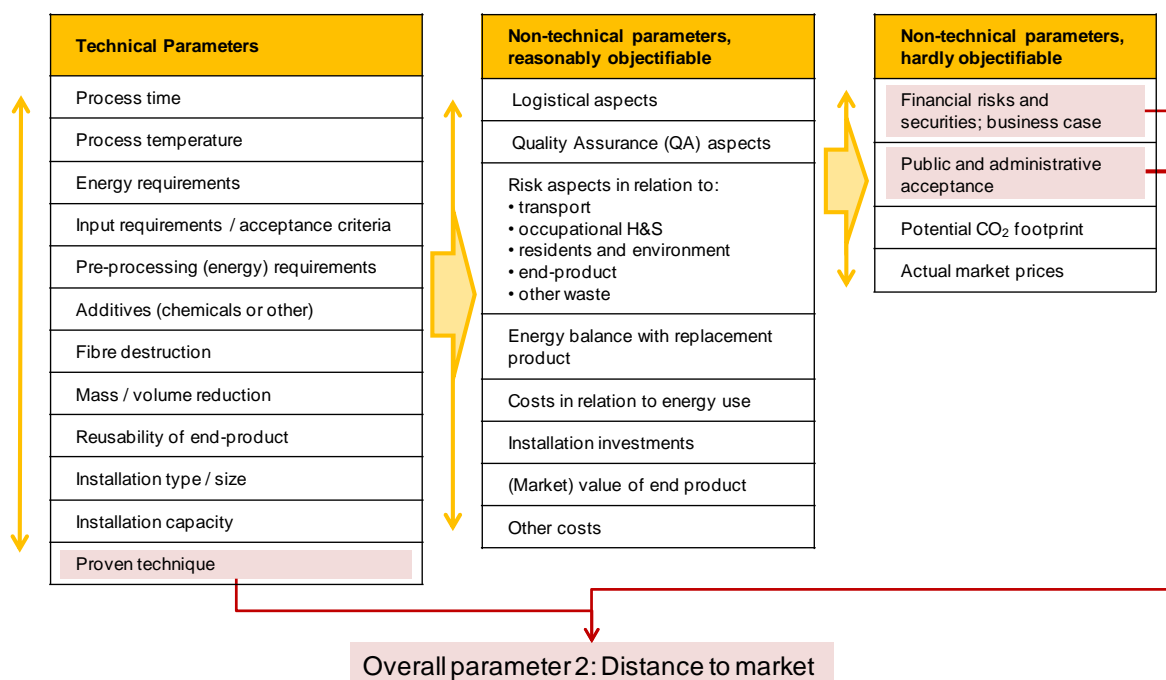 Technical Parameters
Process time
Process temperature
Energy requirements
Input requirements / acceptance criteria
Pre-processing (energy) requirements
Additives (chemicals or other)
Fibre destruction
Mass / volume reduction
Reusability of end-product
Installation type / size
Installation capacity
Proven technique
Non-technical parameters,
reasonably objectifiable
Logistical aspects
Quality Assurance (QA) aspects
Risk aspects in relation to:
• transport
• occupational H&S
• residents and environment
• end-product
• other waste
Energy balance with replacement
product
Costs in relation to energy use
Installation investments
(Market) value of end product
Other costs
Non-technical parameters,
hardly objectifiable
Financial risks and
securities; business case
Public and administrative
acceptance
Potential CO₂ footprint
Actual market prices
Overall parameter 2: Distance to market